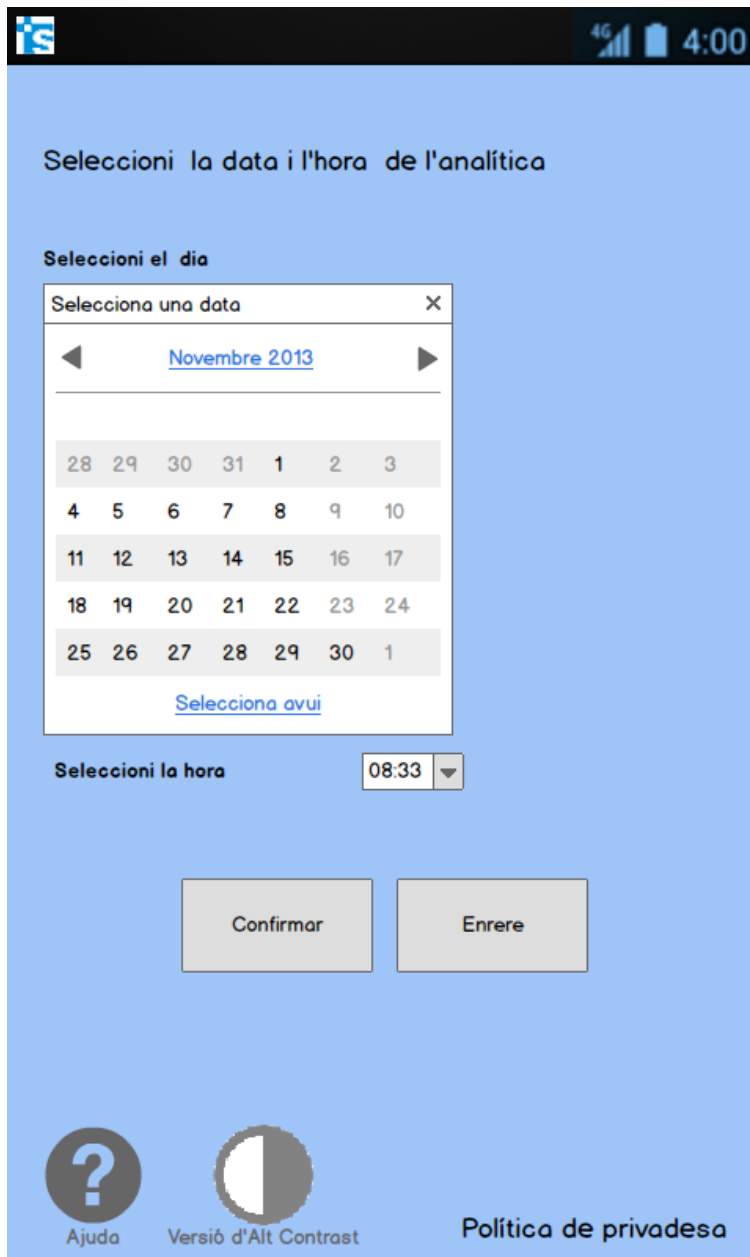 is 4G 4:00
Seleccioni la data i l'hora de l'analítica
Seleccioni el dia
Selecciona una data
Novembre 2013
28 29 30 31 1 2 3
4 5 6 7 8 9 10
11 12 13 14 15 16 17
18 19 20 21 22 23 24
25 26 27 28 29 30 1
Selecciona avui
Seleccioni la hora 08:33
Confirmar Enrere
?
Ajuda Versió d'Alt Contrast Política de privadesa